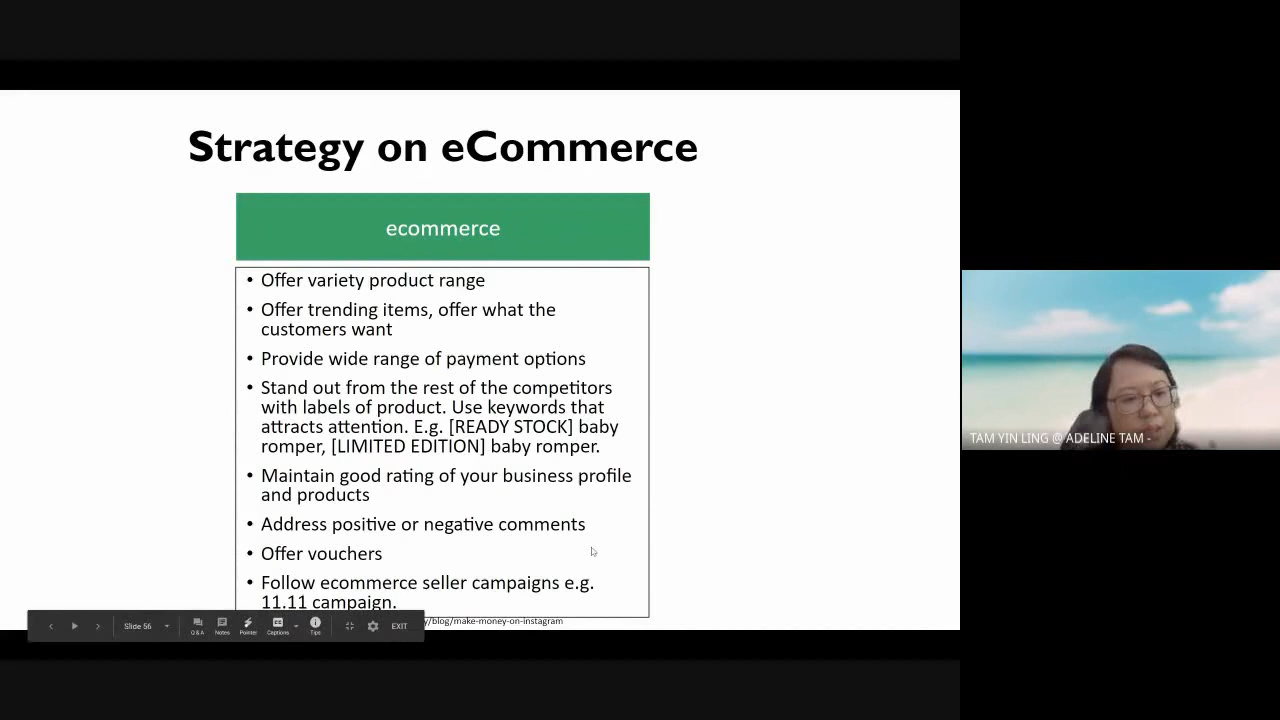 Strategy on eCommerce
ecommerce
• Offer variety product range
• Offer trending items, offer what the
customers want
• Provide wide range of payment options
• Stand out from the rest of the competitors
with labels of product. Use keywords that
attracts attention. E.g. [READY STOCK] baby
romper, [LIMITED EDITION] baby romper.
• Maintain good rating of your business profile
and products
• Address positive or negative comments
• Offer vouchers
• Follow ecommerce seller campaigns e.g.
11.11 campaign.
y/blog/make-money-on-instagram
Slide 56
Q & A
Notes
Pointer
Captions
Tips
EXIT
TAM YIN LING @ ADELINE TAM -